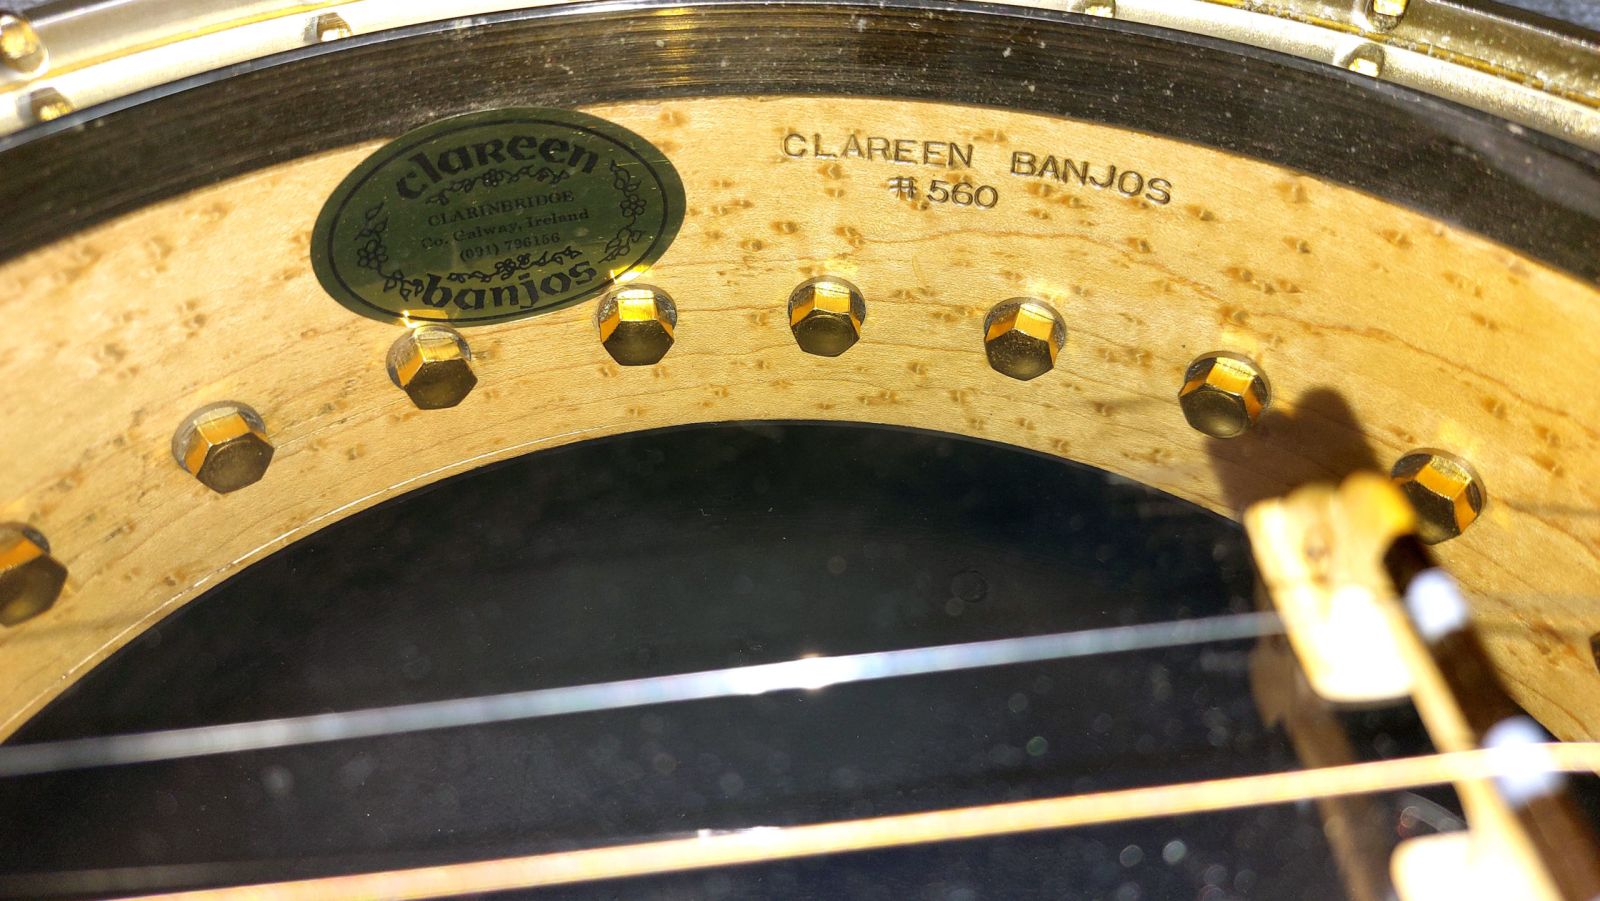 clareen
CLARINBRIDGE
Co. Galway, Ireland
(091) 796156
banjos
CLAREEN BANJOS
#560